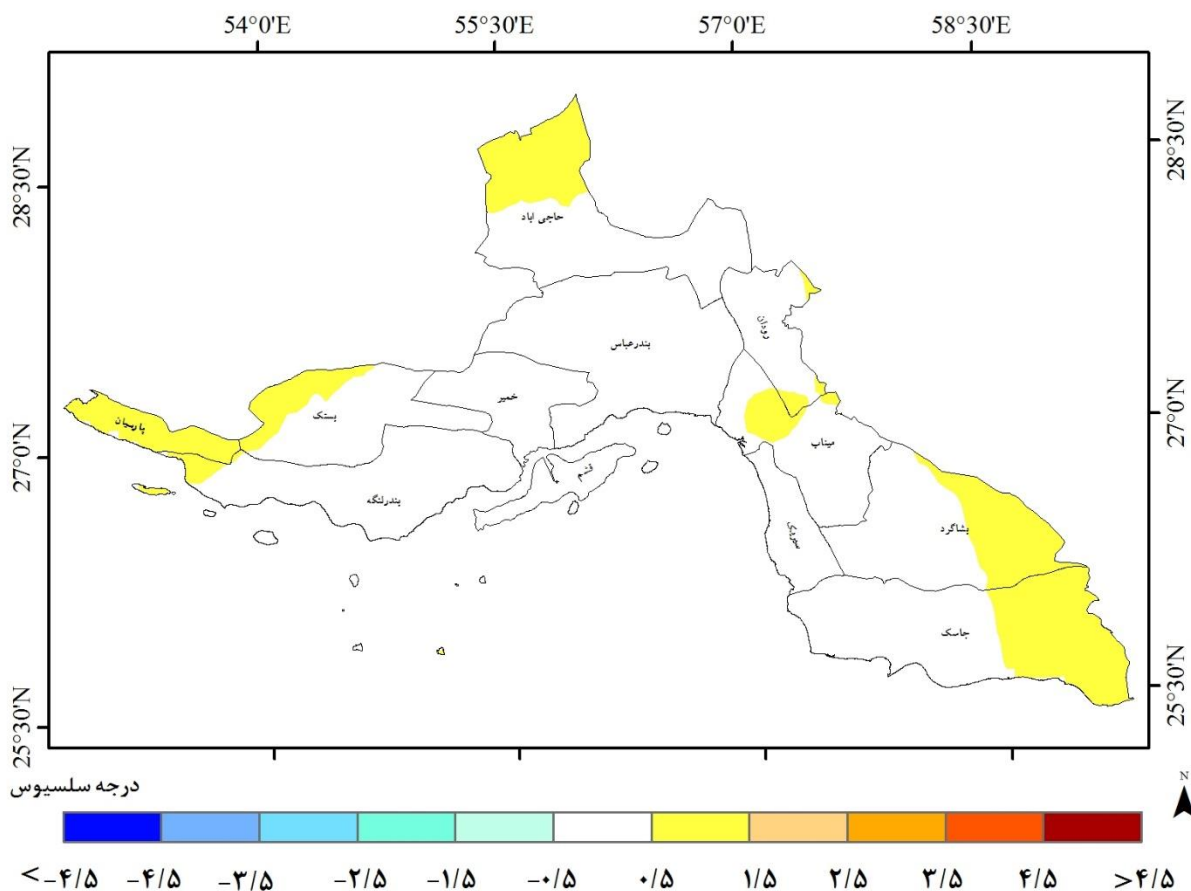 54°0'E 55°30'E 57°0'E 58°30'E
28°30'N
28°30'N
حاجی اباد
رودان
بندرعباس
27°0'N
بستک
خمیر
پارسیان
27°0'N
میناب
قشم
بندرلنگه
بشاگرد
سیریک
جاسک
25°30'N
25°30'N
درجه سلسیوس
N
<-۴/۵ -۴/۵ -۳/۵ -۲/۵ -۱/۵ -۰/۵ ۰/۵ ۱/۵ ۲/۵ ۳/۵ ۴/۵ >۴/۵